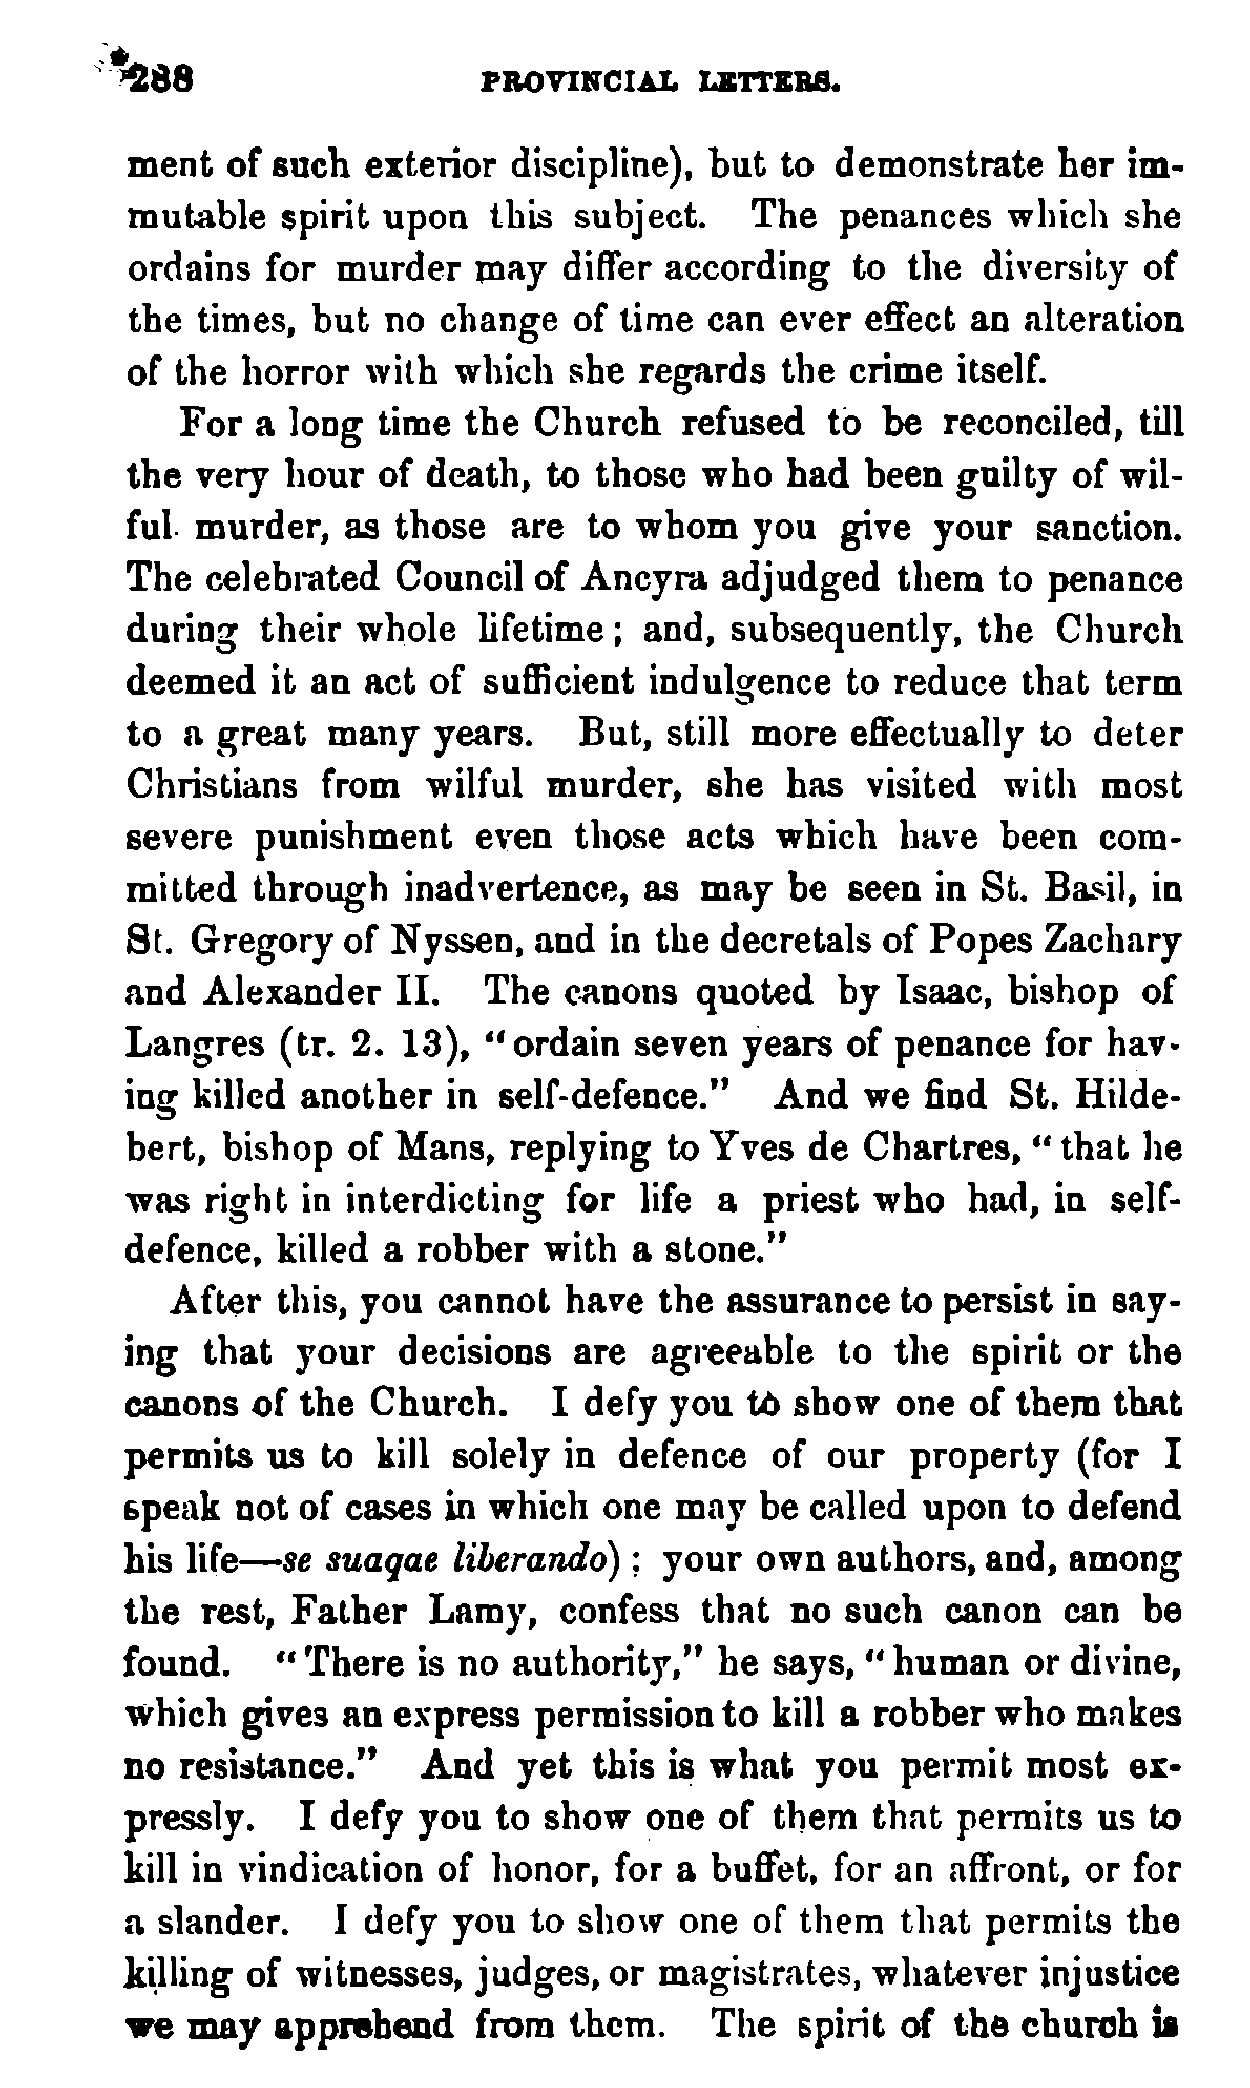 288 PROVINCIAL LETTERS.
ment of such exterior discipline), but to demonstrate her im-
mutable spirit upon this subject. The penances which she
ordains for murder may differ according to the diversity of
the times, but no change of time can ever effect an alteration
of the horror with which she regards the crime itself.
For a long time the Church refused to be reconciled, till
the very hour of death, to those who had been guilty of wil-
ful murder, as those are to whom you give your sanction.
The celebrated Council of Ancyra adjudged them to penance
during their whole lifetime; and, subsequently, the Church
deemed it an act of sufficient indulgence to reduce that term
to a great many years. But, still more effectually to deter
Christians from wilful murder, she has visited with most
severe punishment even those acts which have been com-
mitted through inadvertence, as may be seen in St. Basil, in
St. Gregory of Nyssen, and in the decretals of Popes Zachary
and Alexander II. The canons quoted by Isaac, bishop of
Langres (tr. 2. 13), "ordain seven years of penance for hav-
ing killed another in self-defence." And we find St. Hilde-
bert, bishop of Mans, replying to Yves de Chartres, "that he
was right in interdicting for life a priest who had, in self-
defence, killed a robber with a stone."
After this, you cannot have the assurance to persist in say-
ing that your decisions are agreeable to the spirit or the
canons of the Church. I defy you to show one of them that
permits us to kill solely in defence of our property (for I
speak not of cases in which one may be called upon to defend
his life—se suaqae liberando); your own authors, and, among
the rest, Father Lamy, confess that no such canon can be
found. "There is no authority," he says, "human or divine,
which gives an express permission to kill a robber who makes
no resistance." And yet this is what you permit most ex-
pressly. I defy you to show one of them that permits us to
kill in vindication of honor, for a buffet, for an affront, or for
a slander. I defy you to show one of them that permits the
killing of witnesses, judges, or magistrates, whatever injustice
we may apprehend from them. The spirit of the church is